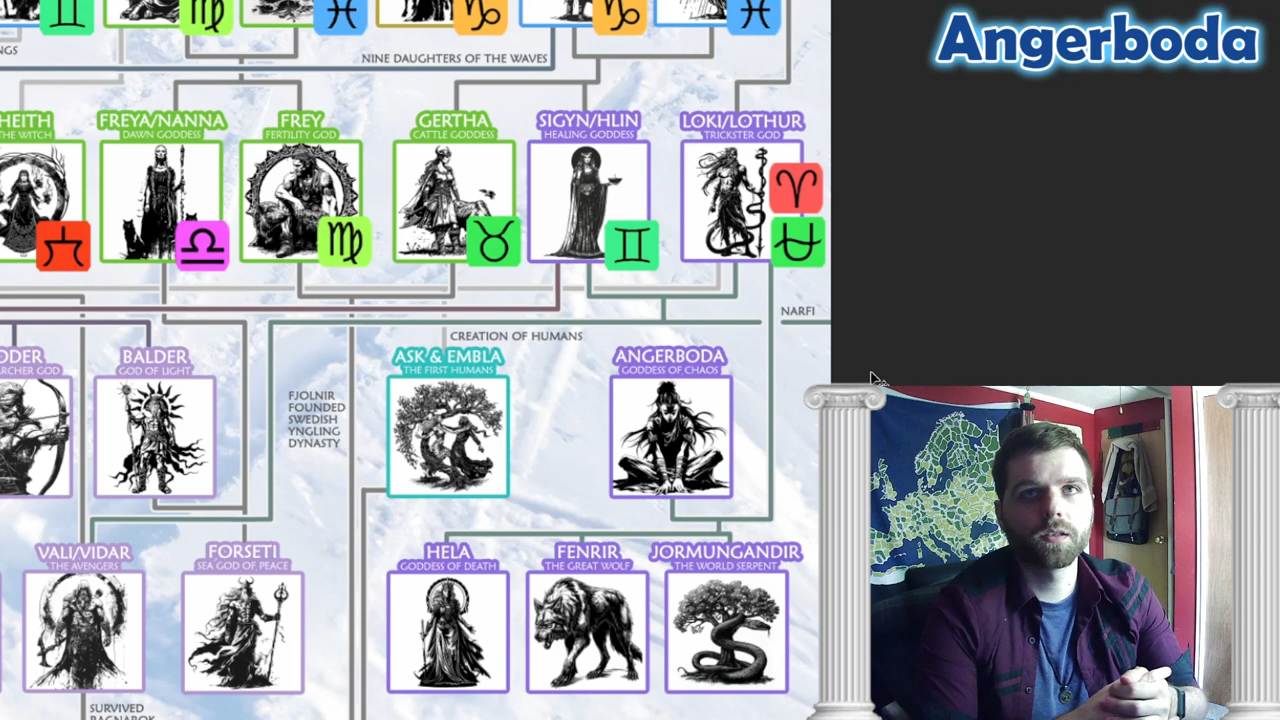 Angerboda
NGS
NINE DAUGHTERS OF THE WAVES
HEITH
THE WITCH
FREYA/NANNA
DAWN GODDESS
FREY
FERTILITY GOD
GERTHA
CATTLE GODDESS
SIGYN/HLIN
HEALING GODDESS
LOKI/LOTHUR
TRICKSTER GOD
NARFI
CREATION OF HUMANS
ODER
ARCHER GOD
BALDER
GOD OF LIGHT
FJOLNIR
FOUNDED
SWEDISH
YNGLING
DYNASTY
ASK & EMBLA
THE FIRST HUMANS
ANGERBODA
GODDESS OF CHAOS
VALI/VIDAR
THE AVENGERS
FORSETI
SEA GOD OF PEACE
HELA
GODDESS OF DEATH
FENRIR
THE GREAT WOLF
JORMUNGANDIR
THE WORLD SERPENT
SURVIVED
RAGNAROK